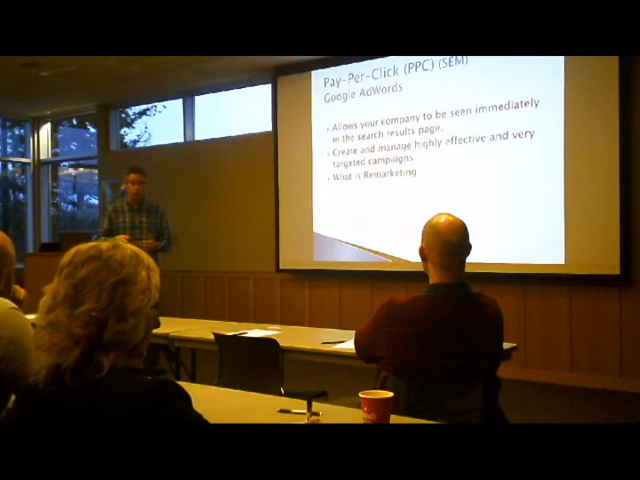 Pay-Per-Click (PPC) (SEM)
Google AdWords
Allows your company to be seen immediately
in the search results page.
Create and manage highly effective and very
targeted campaigns
What is Remarketing